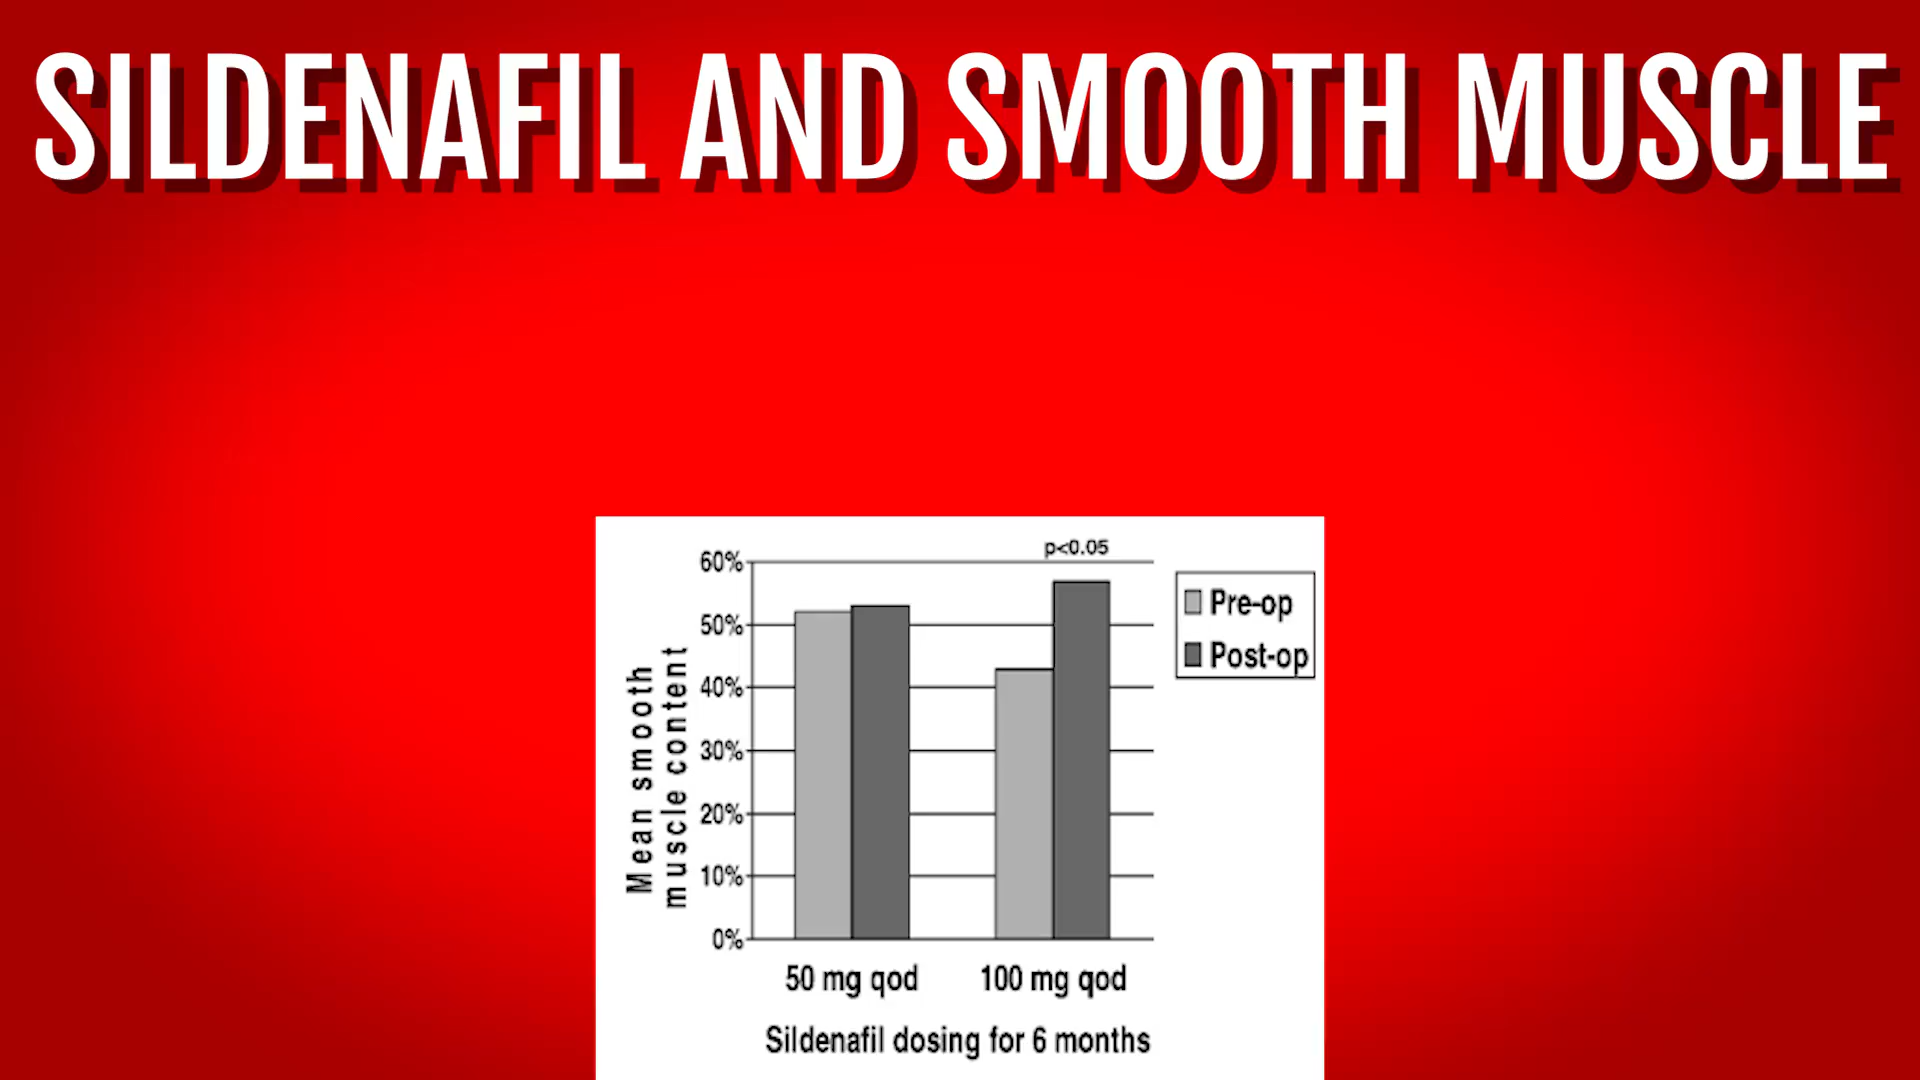 SILDENAFIL AND SMOOTH MUSCLE
p<0.05
60%
50%
40%
30%
20%
10%
0%
Mean smooth
muscle content
Pre-op
Post-op
50 mg qod
100 mg qod
Sildenafil dosing for 6 months